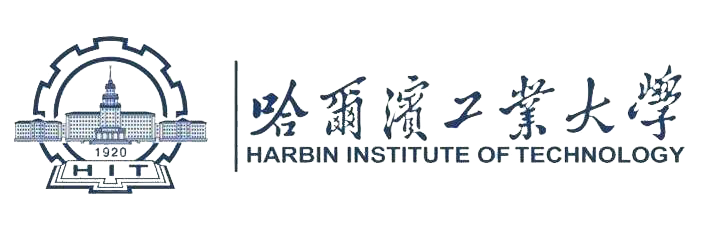 1920
HIT
哈爾濱工業大學
HARBIN INSTITUTE OF TECHNOLOGY